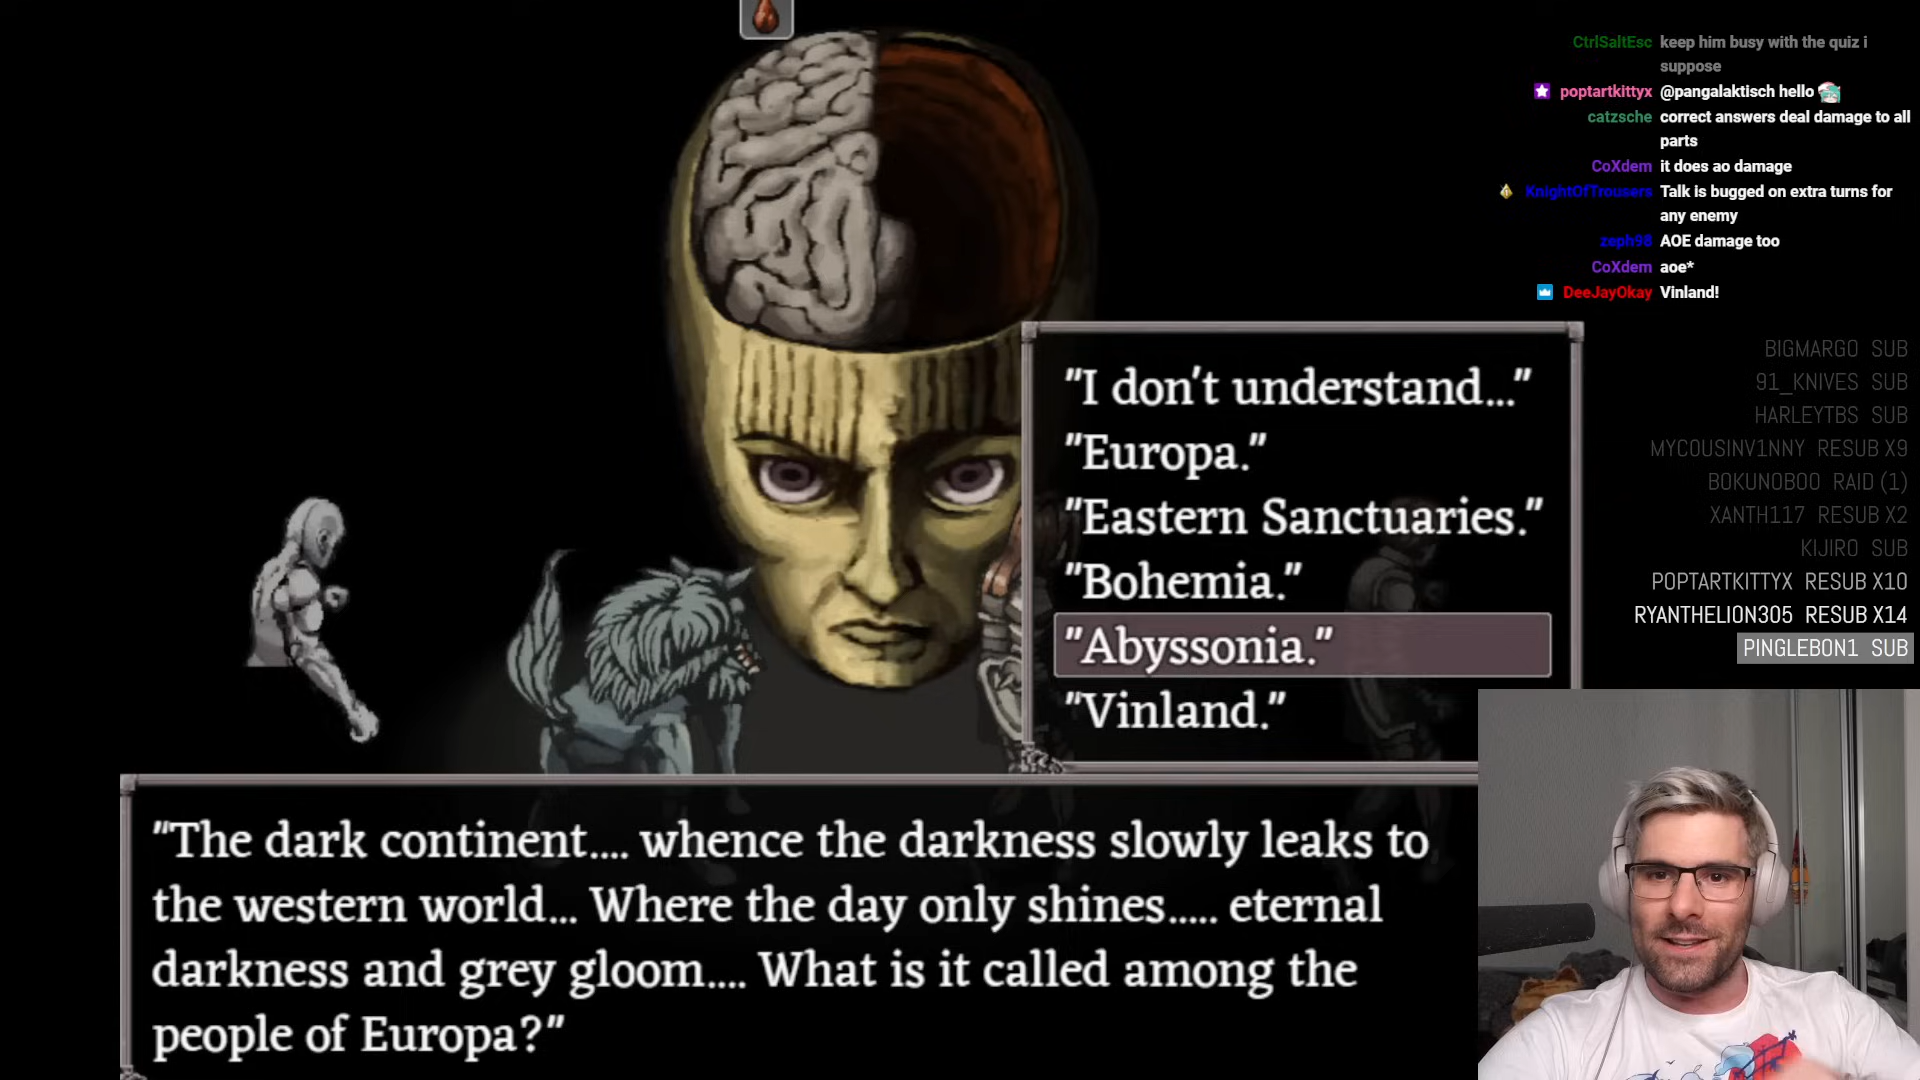 CtrlSaltEsc keep him busy with the quiz i
suppose
poptartkittyx @pangalaktisch hello
catzsche correct answers deal damage to all
parts
CoXdem it does ao damage
KnightOfTrousers Talk is bugged on extra turns for
any enemy
zeph98 AOE damage too
CoXdem aoe*
DeeJayOkay Vinland!
"I don't understand..."
"Europa."
"Eastern Sanctuaries."
"Bohemia."
"Abyssonia."
"Vinland."
BIGMARGO SUB
91_KNIVES SUB
HARLEYTBS SUB
MYCOUSINV1NNY RESUB X9
BOKUNOBOO RAID (1)
XANTH117 RESUB X2
KIJIRO SUB
POPTARTKITTYX RESUB X10
RYANTHELION305 RESUB X14
PINGLEBON1 SUB
"The dark continent.... whence the darkness slowly leaks to
the western world... Where the day only shines..... eternal
darkness and grey gloom.... What is it called among the
people of Europa?"